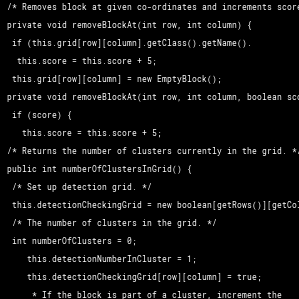 /* Removes block at given co-ordinates and increments score
private void removeBlockAt(int row, int column) {
if (this.grid[row][column].getClass().getName().
this.score = this.score + 5;
this.grid[row][column] = new EmptyBlock();
private void removeBlockAt(int row, int column, boolean sco
if (score) {
this.score = this.score + 5;
/* Returns the number of clusters currently in the grid. */
public int numberOfClustersInGrid() {
/* Set up detection grid. */
this.detectionCheckingGrid = new boolean[getRows()][getCol
/* The number of clusters in the grid. */
int numberOfClusters = 0;
this.detectionNumberInCluster = 1;
this.detectionCheckingGrid[row][column] = true;
* If the block is part of a cluster, increment the